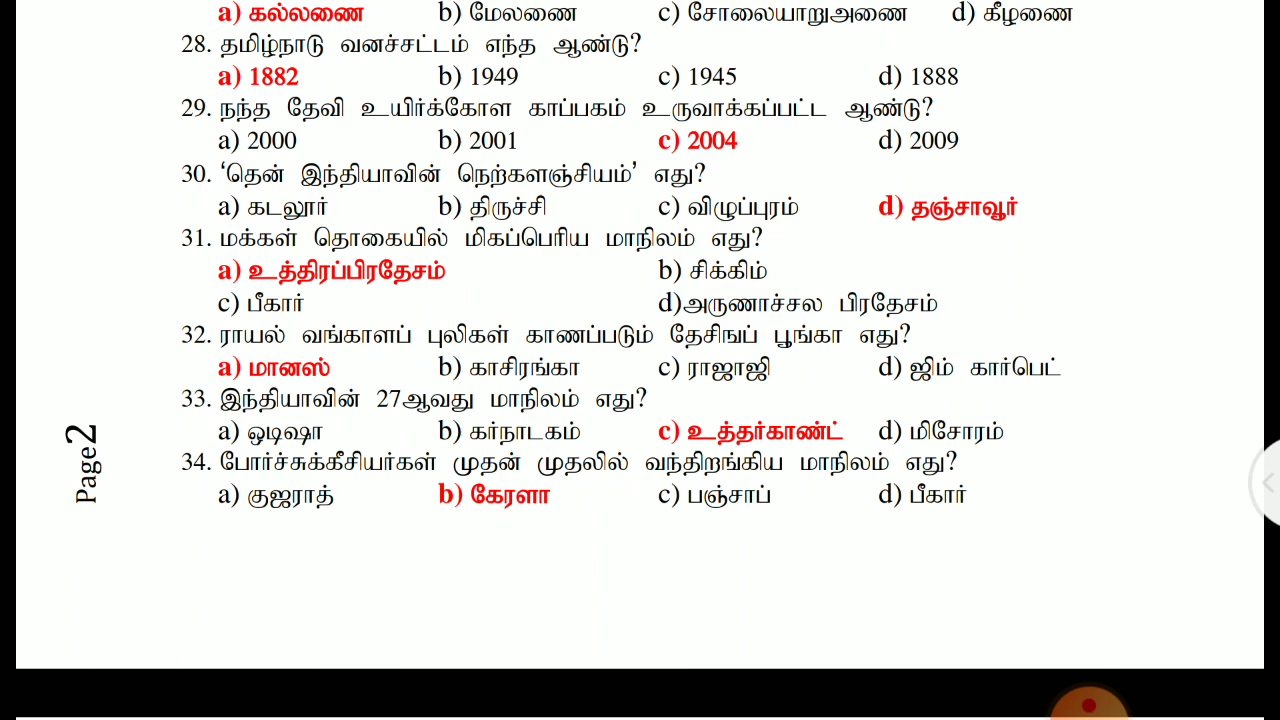 a) கல்லணை b) மேலணை c) சோலையாறுஅணை d) கீழணை
28. தமிழ்நாடு வனச்சட்டம் எந்த ஆண்டு?
a) 1882 b) 1949 c) 1945 d) 1888
29. நந்த தேவி உயிர்க்கோள காப்பகம் உருவாக்கப்பட்ட ஆண்டு?
a) 2000 b) 2001 c) 2004 d) 2009
30. ‘தென் இந்தியாவின் நெற்களஞ்சியம்’ எது?
a) கடலூர் b) திருச்சி c) விழுப்புரம் d) தஞ்சாவூர்
31. மக்கள் தொகையில் மிகப்பெரிய மாநிலம் எது?
a) உத்திரப்பிரதேசம் b) சிக்கிம்
c) பீகார் d)அருணாச்சல பிரதேசம்
32. ராயல் வங்காளப் புலிகள் காணப்படும் தேசிஙப் பூங்கா எது?
a) மானஸ் b) காசிரங்கா c) ராஜாஜி d) ஜிம் கார்பெட்
33. இந்தியாவின் 27ஆவது மாநிலம் எது?
a) ஒடிஷா b) கர்நாடகம் c) உத்தர்காண்ட் d) மிசோரம்
34. போர்ச்சுக்கீசியர்கள் முதன் முதலில் வந்திறங்கிய மாநிலம் எது?
a) குஜராத் b) கேரளா c) பஞ்சாப் d) பீகார்
Page2